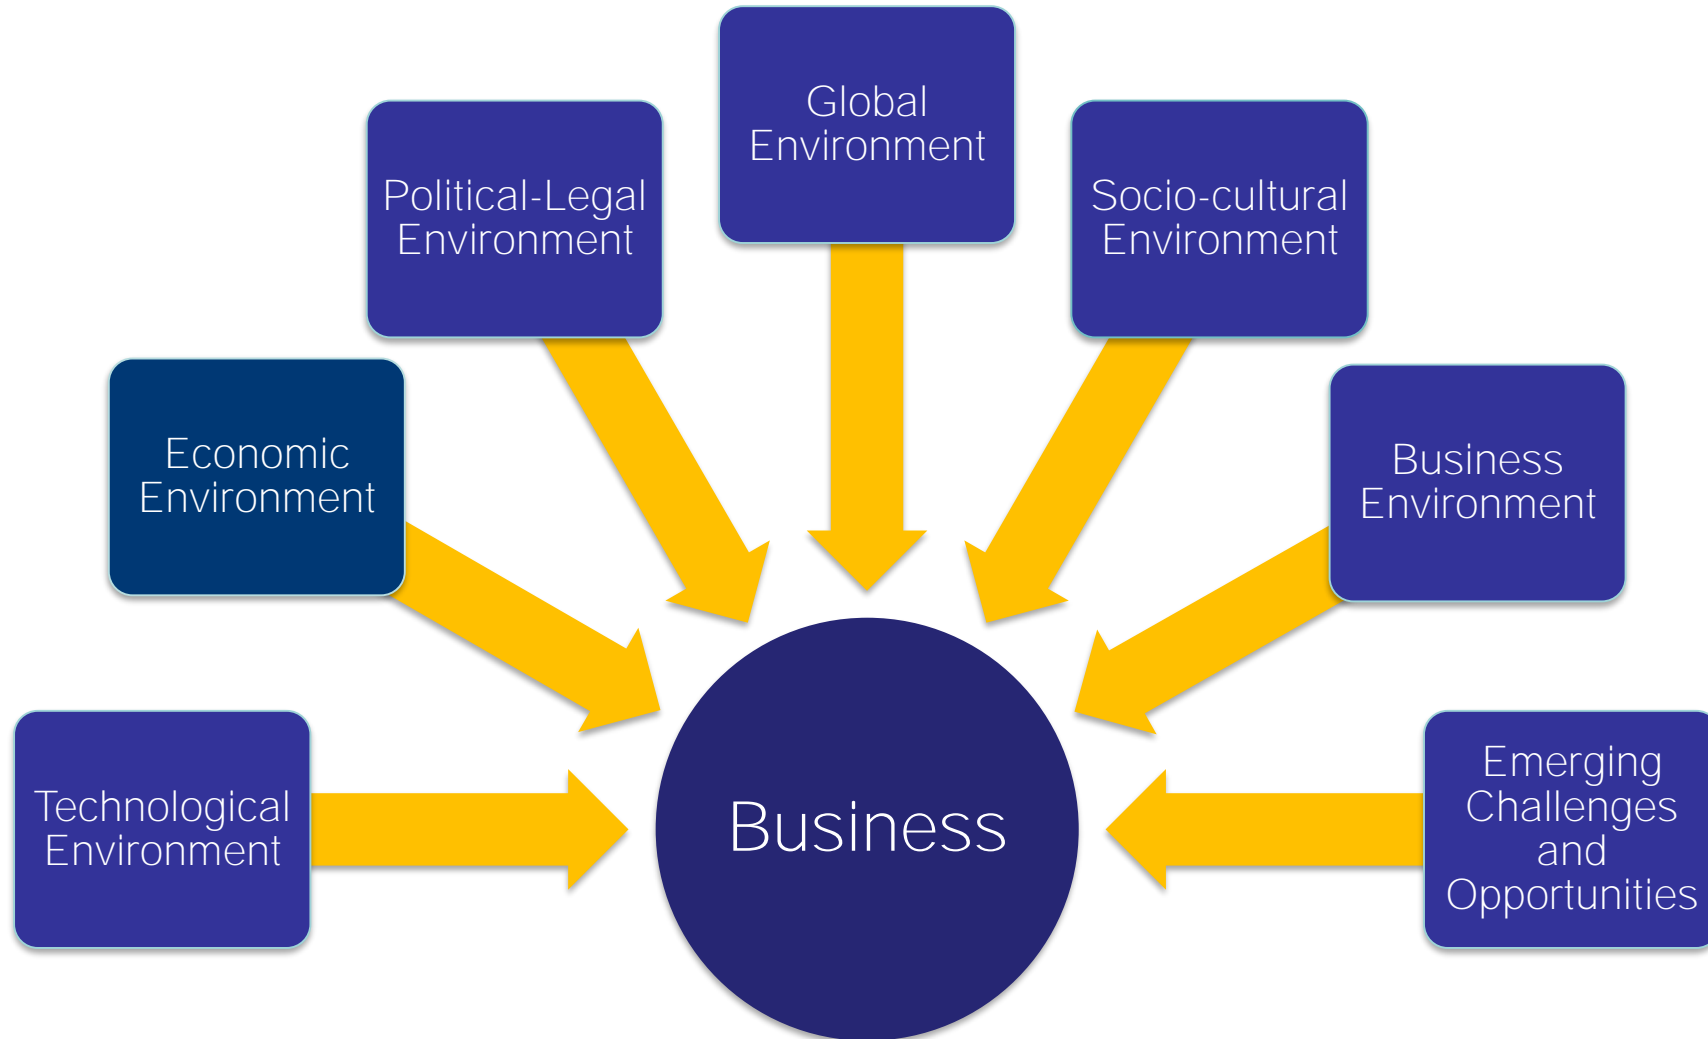 Global
Environment
Political-Legal
Environment
Socio-cultural
Environment
Economic
Environment
Business
Environment
Technological
Environment
Business
Emerging
Challenges
and
Opportunities